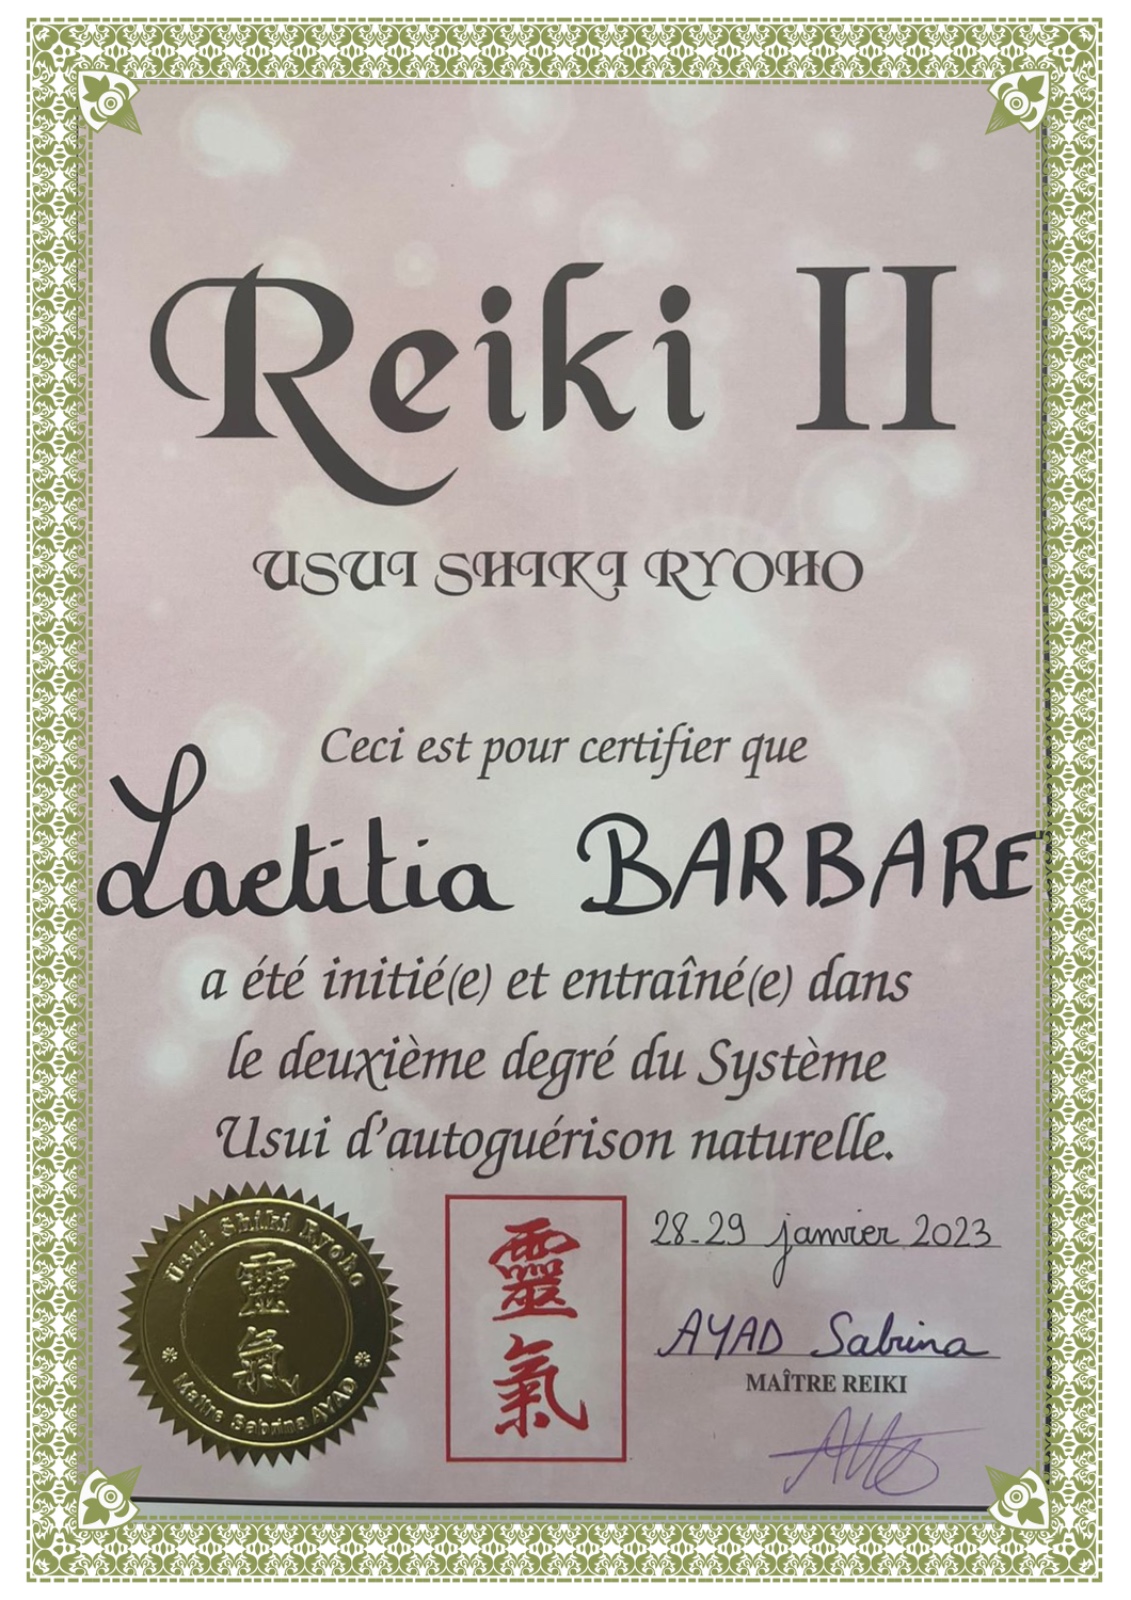 Reiki II
USUI SHIKI RYOHO
Ceci est pour certifier que
Laetitia BARBARE
a été initié(e) et entraîné(e) dans
le deuxième degré du Système
Usui d'autoguérison naturelle.
Usui Shiki Ryoho
靈
氣
* Maître Sabrina AYAD *
靈
氣
28-29 janvier 2023
AYAD Sabrina
MAÎTRE REIKI